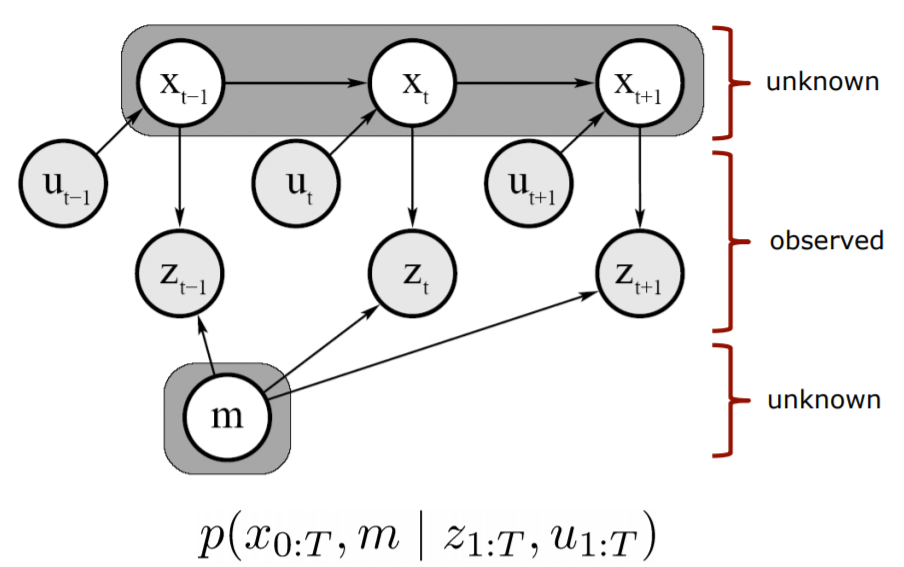 x_{t−1} x_t x_{t+1} unknown
u_{t−1} u_t u_{t+1}
observed
z_{t−1} z_t z_{t+1}
m unknown
p(x_{0:T}, m | z_{1:T}, u_{1:T})